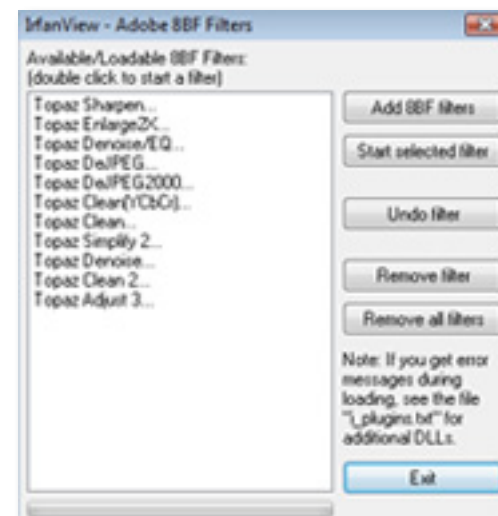 IrfanView - Adobe 8BF Filters
Available/Loadable 8BF Filters:
(double click to start a filter)
Topaz Sharpen...
Topaz Enlarge2X...
Topaz Denoise/EQ...
Topaz DeJPEG...
Topaz DeJPEG2000...
Topaz Clean(YCbCr)...
Topaz Clean...
Topaz Simplify 2...
Topaz Denoise...
Topaz Clean 2...
Topaz Adjust 3...
Add 8BF filters
Start selected filter
Undo filter
Remove filter
Remove all filters
Note: If you get error
messages during
loading, see the file
"i_plugins.txt" for
additional DLLs.
Exit